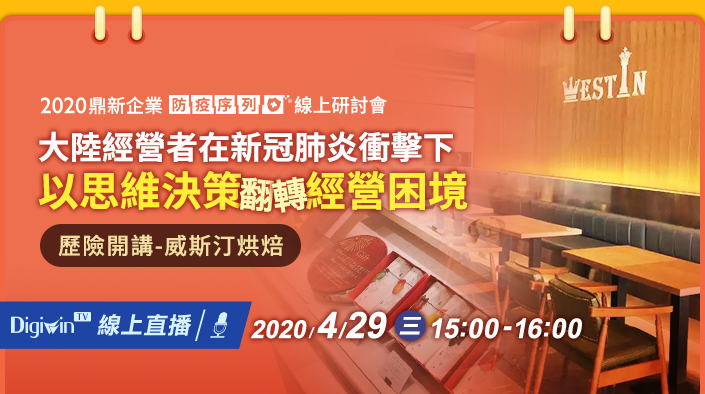 WESTIN
2020鼎新企業 防疫序列 線上研討會
大陸經營者在新冠肺炎衝擊下
以思維決策翻轉經營困境
歷險開講-威斯汀烘焙
Digiwin TV 線上直播
2020/4/29 三 15:00-16:00